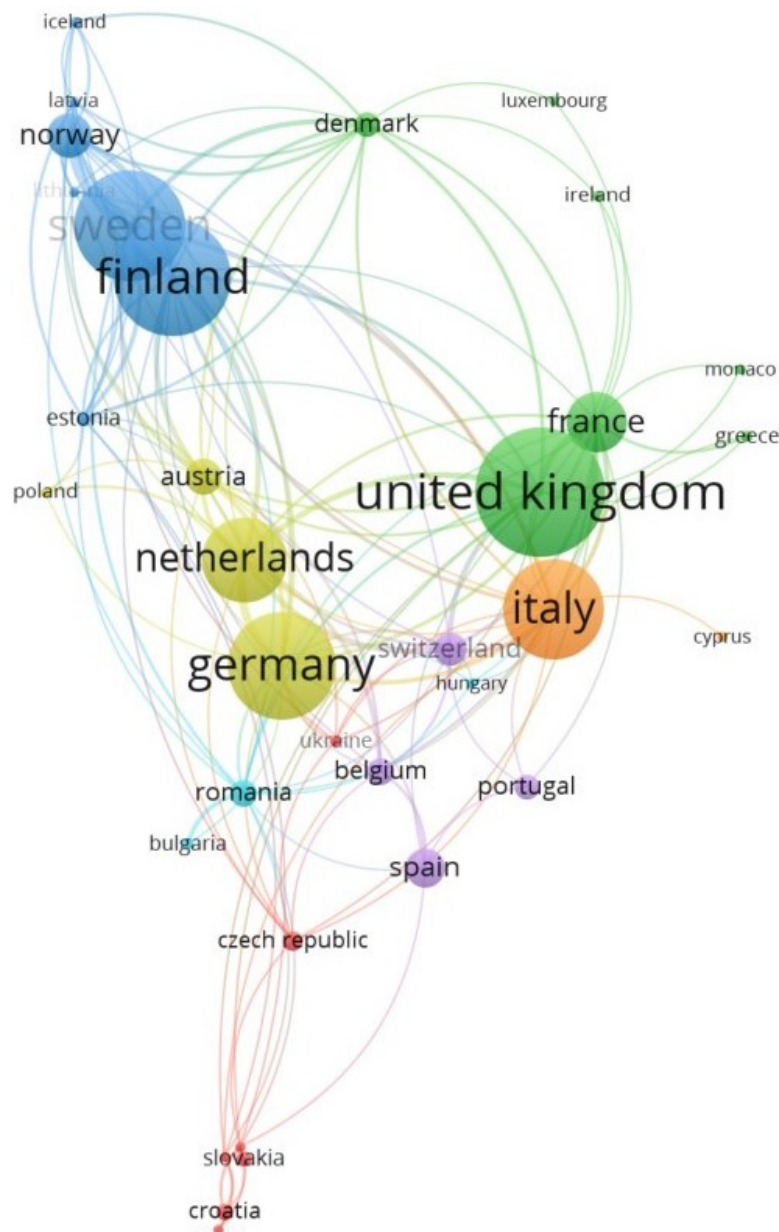 iceland
latvia
luxembourg
denmark
norway
lithuania
ireland
sweden
finland
monaco
estonia
france
greece
austria
poland
united kingdom
netherlands
italy
cyprus
switzerland
germany
hungary
ukraine
belgium
portugal
romania
bulgaria
spain
czech republic
slovakia
croatia